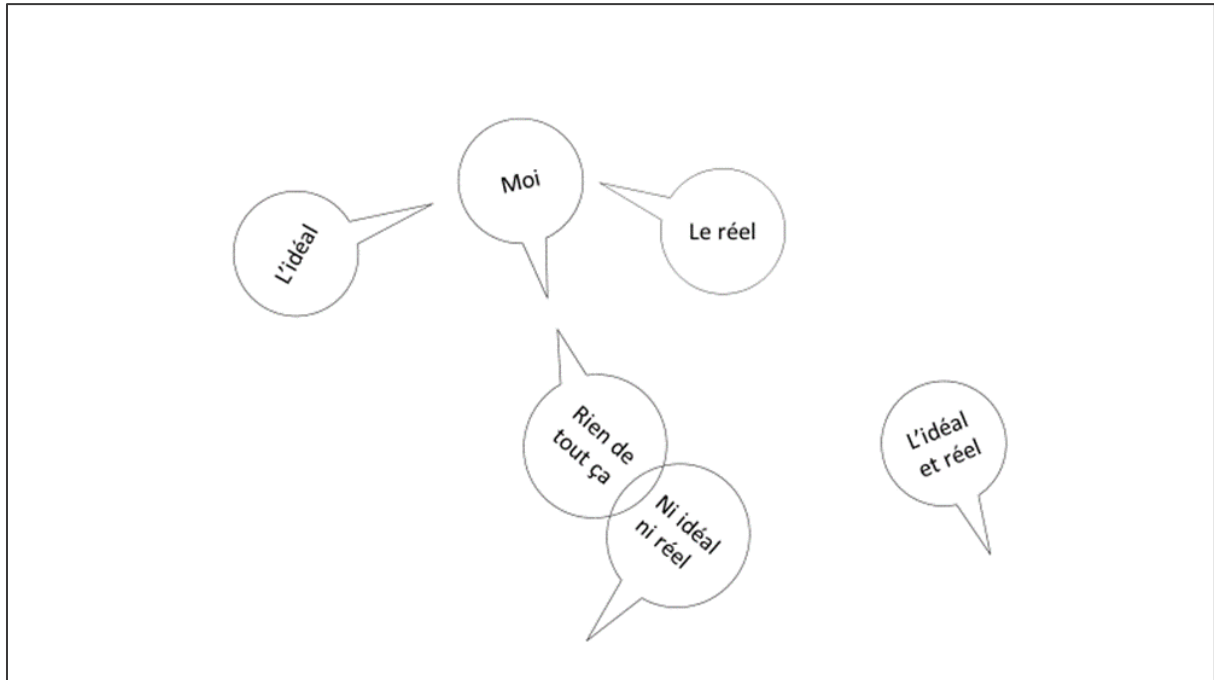 Moi
L'idéal
Le réel
Rien de
tout ça
L'idéal
et réel
Ni idéal
ni réel